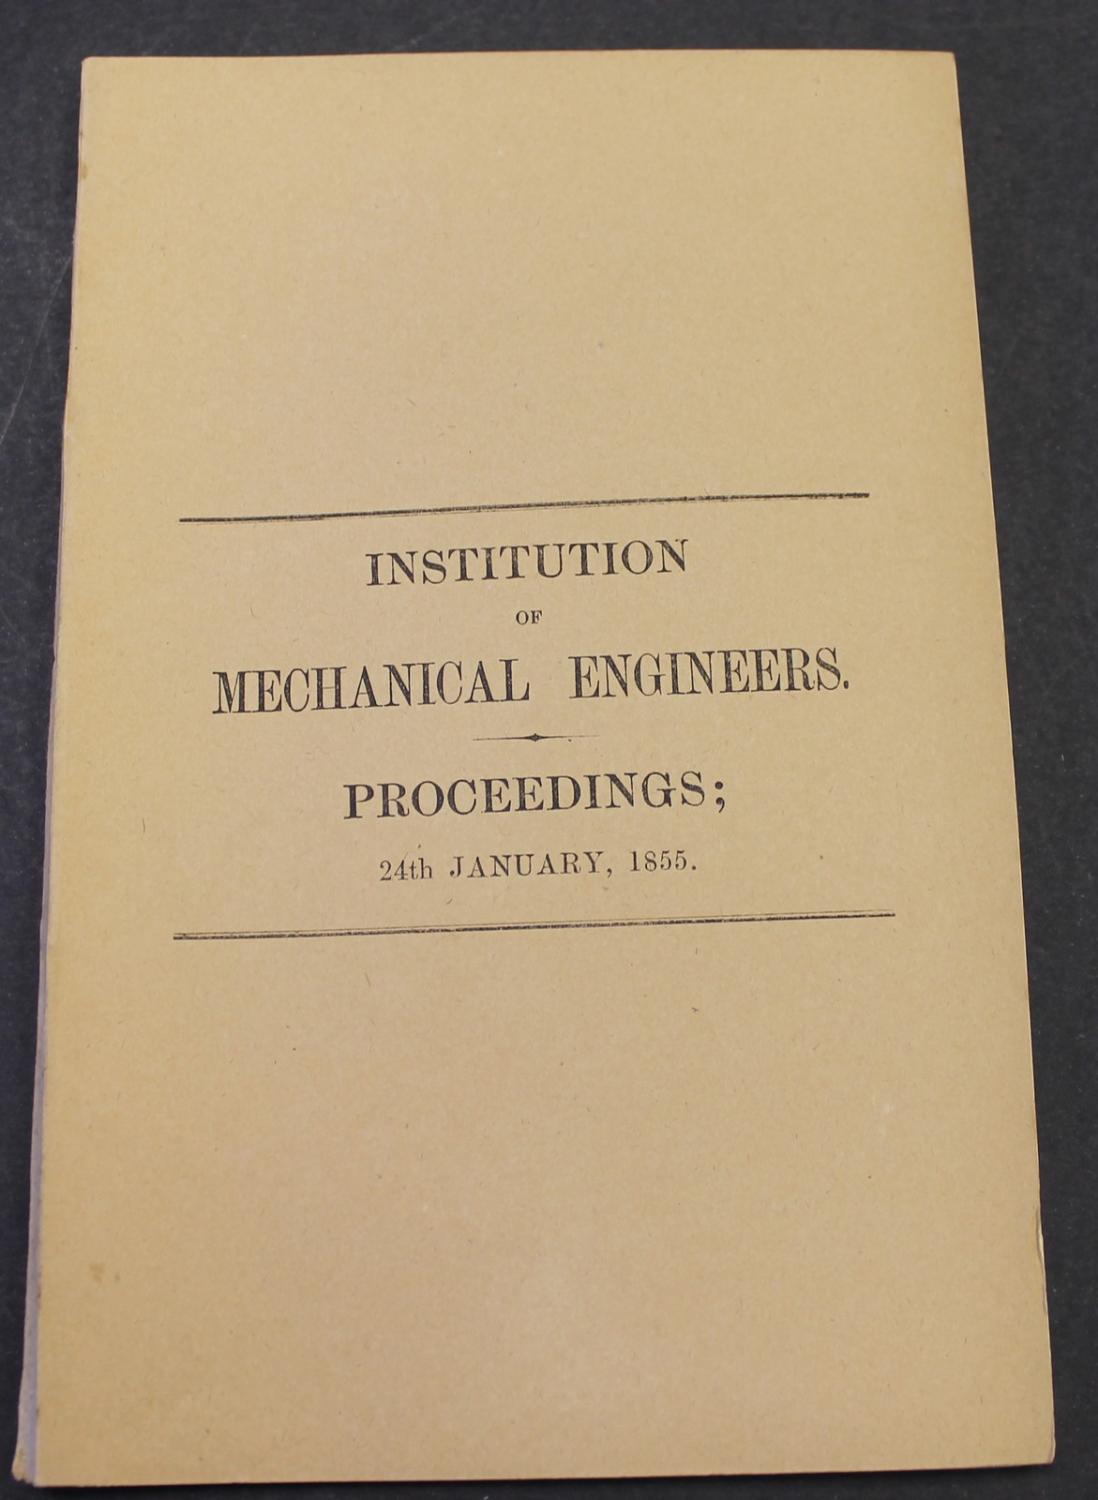 INSTITUTION
OF
MECHANICAL ENGINEERS.
PROCEEDINGS;
24th JANUARY, 1855.